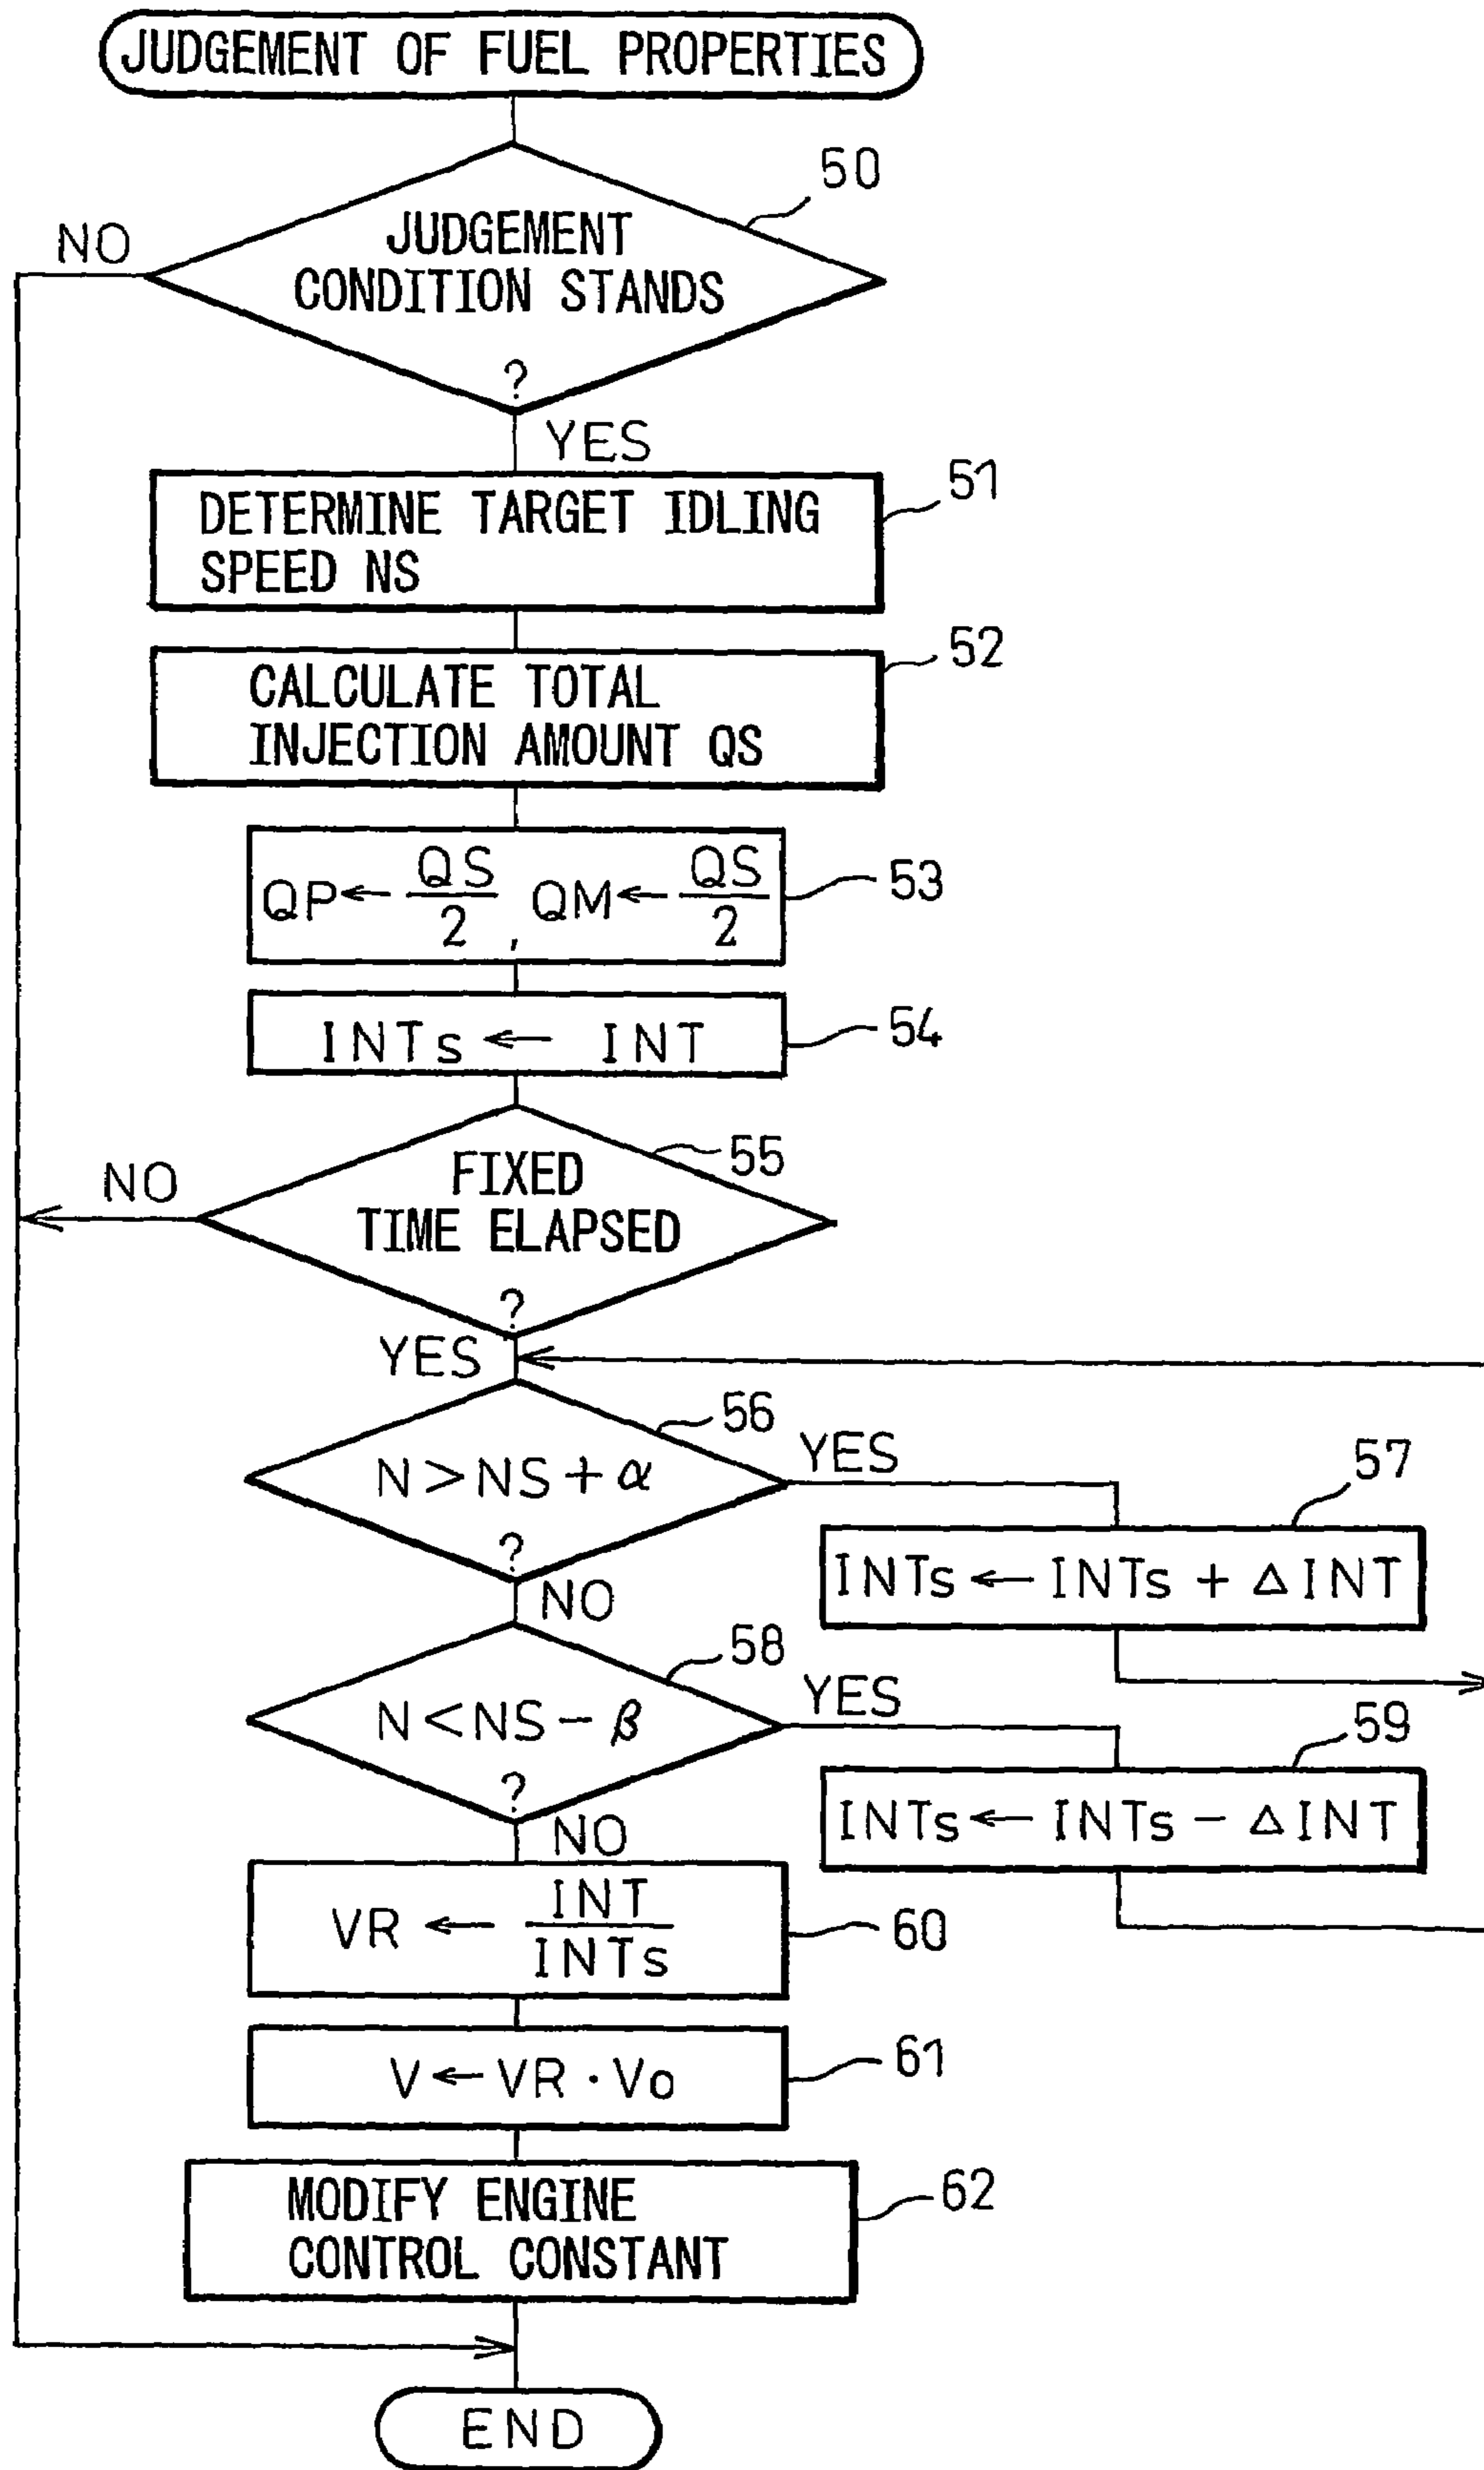 JUDGEMENT OF FUEL PROPERTIES
50
NO
JUDGEMENT
CONDITION STANDS
?
YES
51
DETERMINE TARGET IDLING
SPEED NS
52
CALCULATE TOTAL
INJECTION AMOUNT QS
QP ← QS/2 , QM ← QS/2
53
INTs ← INT
54
55
NO
FIXED
TIME ELAPSED
?
YES
56
N > NS + α
YES
?
57
INTs ← INTs + Δ INT
NO
58
N < NS − β
YES
?
59
INTs ← INTs − Δ INT
NO
VR ← INT/INTs
60
V ← VR · Vo
61
MODIFY ENGINE
CONTROL CONSTANT
62
END